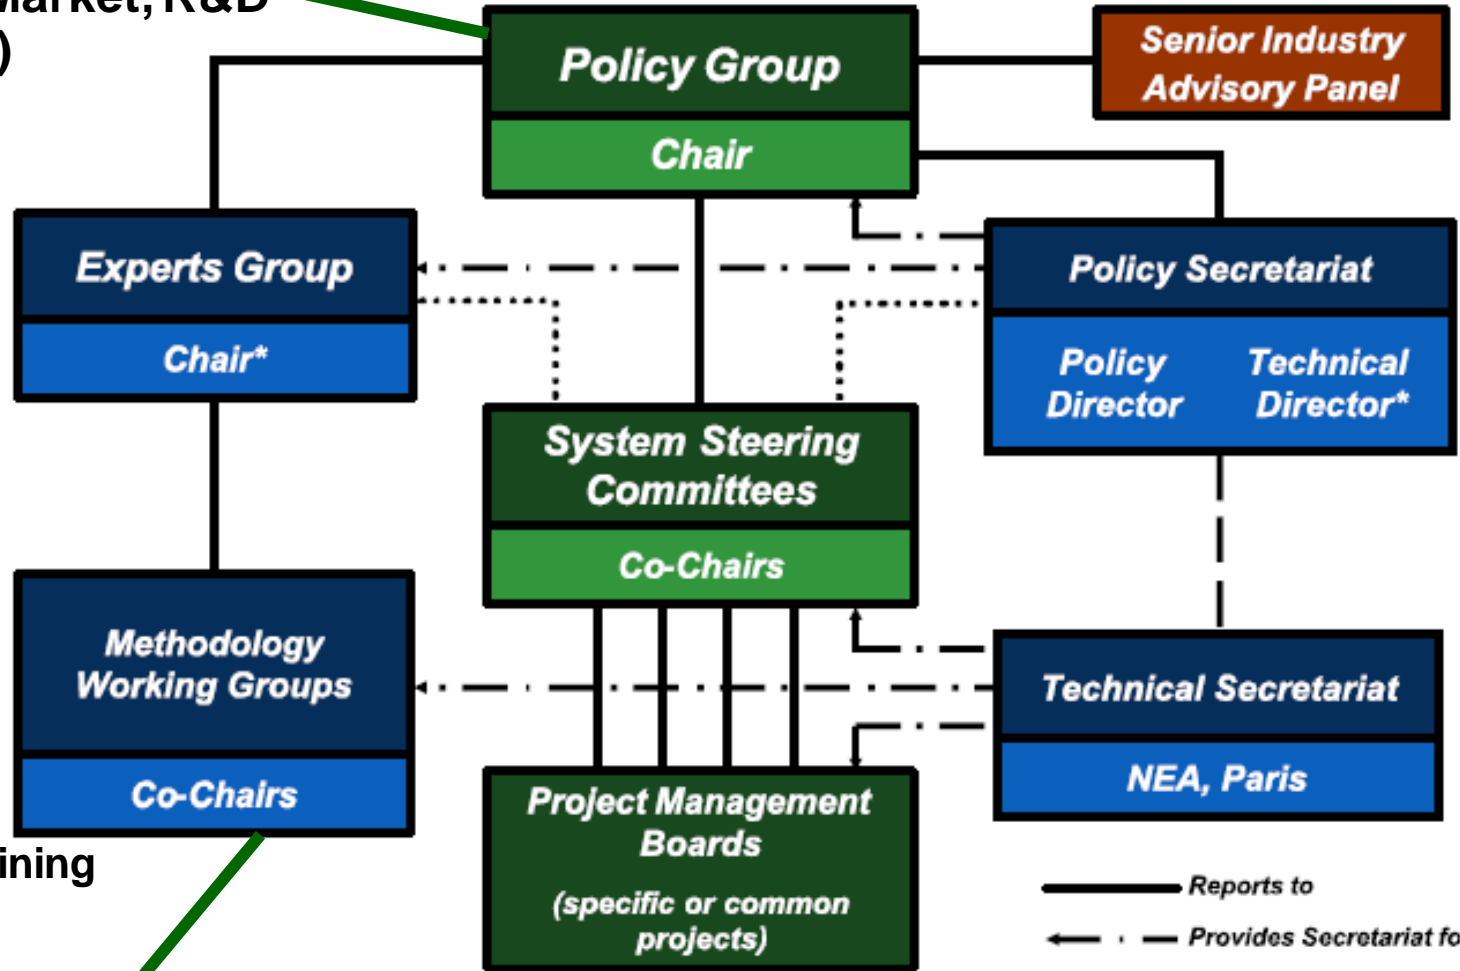 Market, R&D
)
Policy Group
Chair
Senior Industry
Advisory Panel
Experts Group
Chair*
Policy Secretariat
Policy
Director
Technical
Director*
System Steering
Committees
Co-Chairs
Methodology
Working Groups
Co-Chairs
Technical Secretariat
NEA, Paris
Project Management
Boards
(specific or common
projects)
ining
Reports to
Provides Secretariat fo